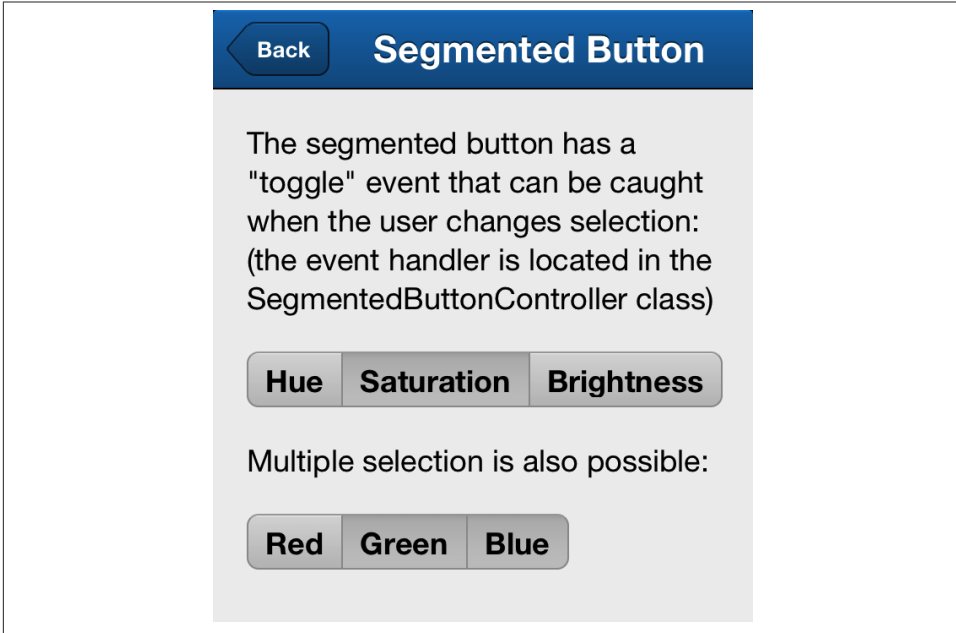 Back
Segmented Button
The segmented button has a
"toggle" event that can be caught
when the user changes selection:
(the event handler is located in the
SegmentedButtonController class)
Hue Saturation Brightness
Multiple selection is also possible:
Red Green Blue